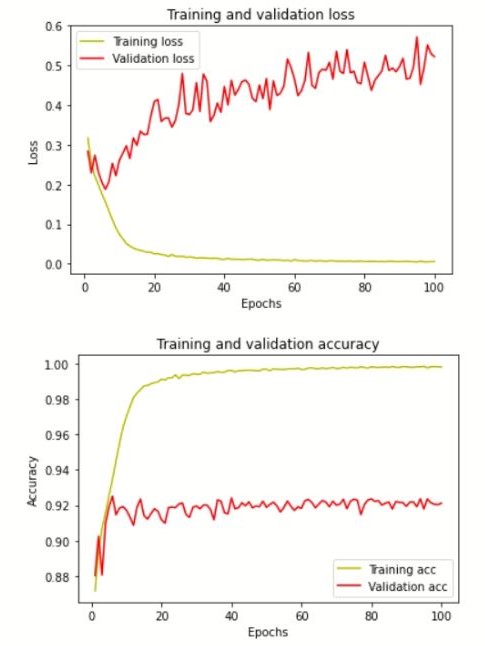 Training and validation loss
0.6
Training loss
Validation loss
0.5
0.4
0.3
0.2
0.1
0.0
Loss
0 20 40 60 80 100
Epochs
Training and validation accuracy
1.00
0.98
0.96
0.94
0.92
0.90
0.88
Accuracy
Training acc
Validation acc
0 20 40 60 80 100
Epochs